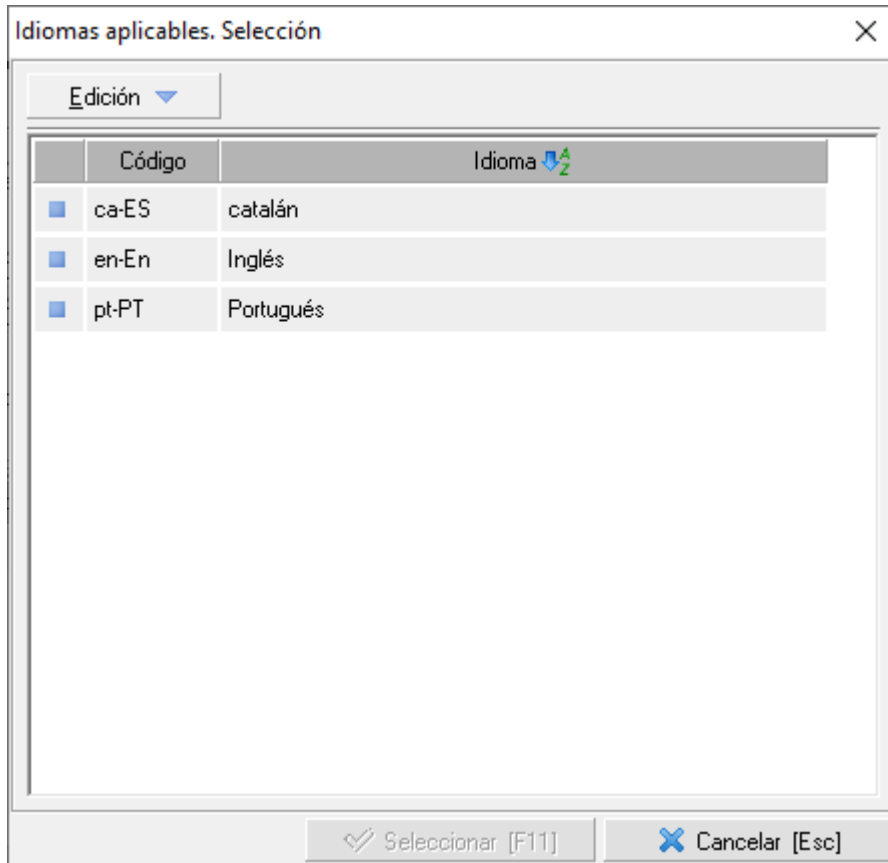 Idiomas aplicables. Selección
Edición
Código Idioma
ca-ES catalán
en-En Inglés
pt-PT Portugués
Seleccionar [F11] Cancelar [Esc]